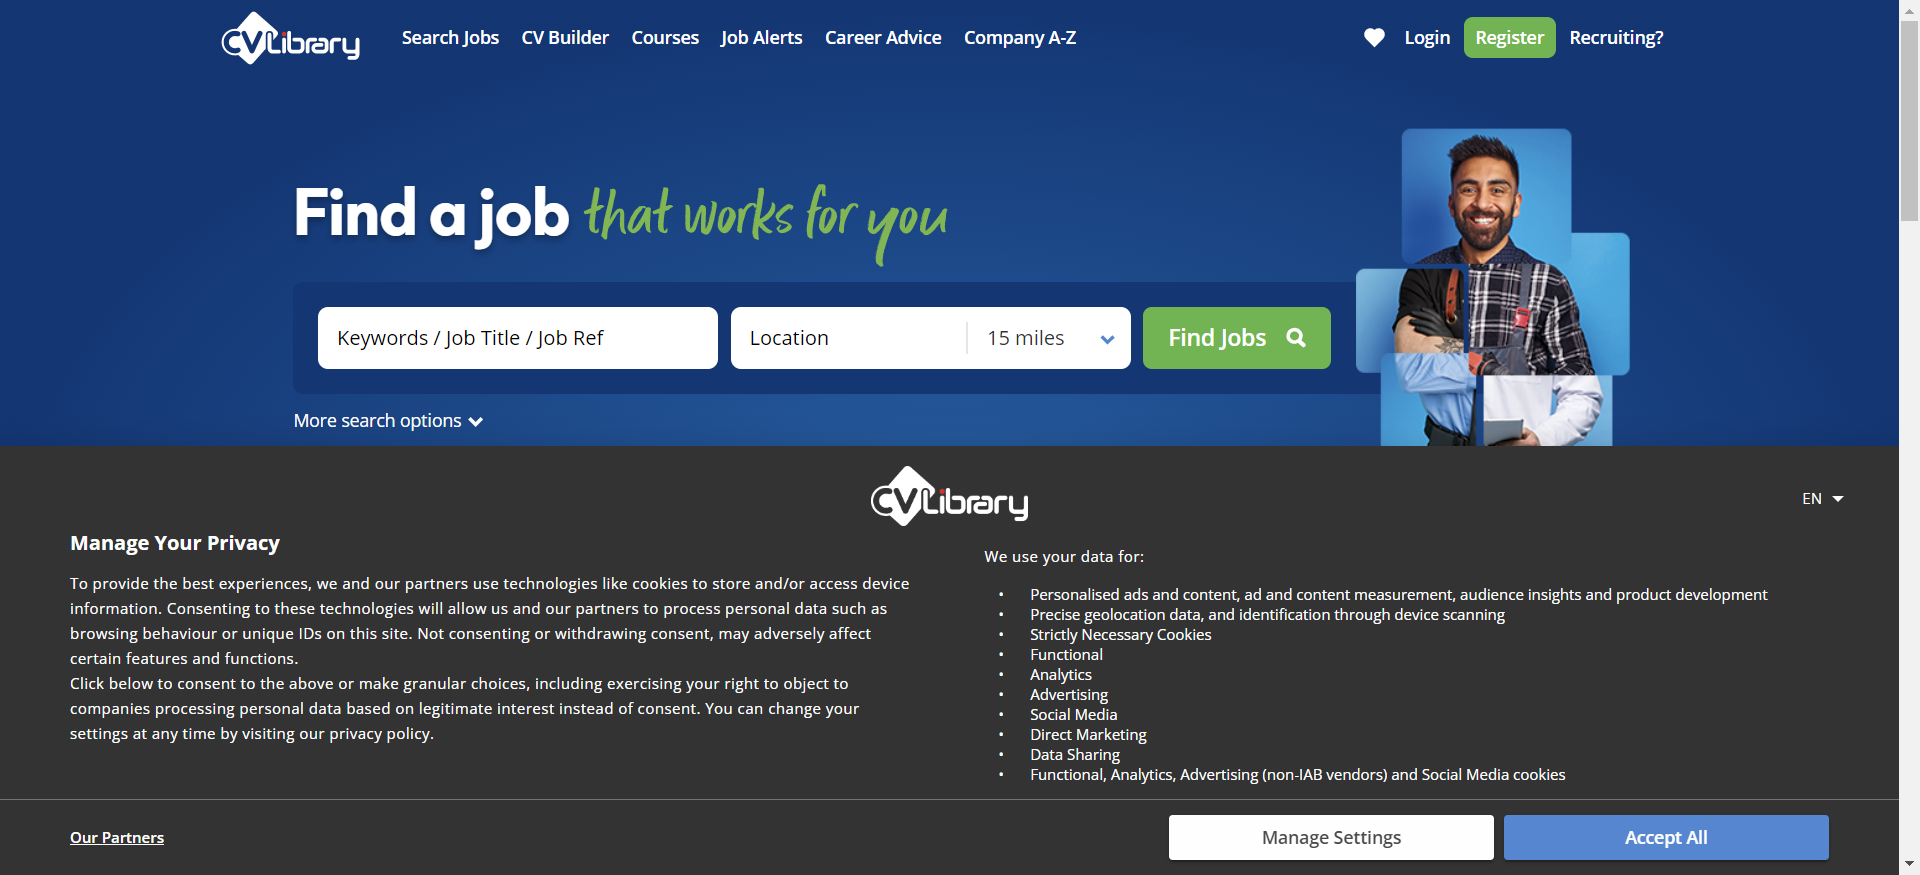 CV Library
Search Jobs
CV Builder
Courses
Job Alerts
Career Advice
Company A-Z
Login
Register
Recruiting?
Find a job that works for you
Keywords / Job Title / Job Ref
Location
15 miles
Find Jobs
More search options
CV Library
EN
Manage Your Privacy
To provide the best experiences, we and our partners use technologies like cookies to store and/or access device
information. Consenting to these technologies will allow us and our partners to process personal data such as
browsing behaviour or unique IDs on this site. Not consenting or withdrawing consent, may adversely affect
certain features and functions.
Click below to consent to the above or make granular choices, including exercising your right to object to
companies processing personal data based on legitimate interest instead of consent. You can change your
settings at any time by visiting our privacy policy.
We use your data for:
• Personalised ads and content, ad and content measurement, audience insights and product development
• Precise geolocation data, and identification through device scanning
• Strictly Necessary Cookies
• Functional
• Analytics
• Advertising
• Social Media
• Direct Marketing
• Data Sharing
• Functional, Analytics, Advertising (non-IAB vendors) and Social Media cookies
Our Partners
Manage Settings
Accept All